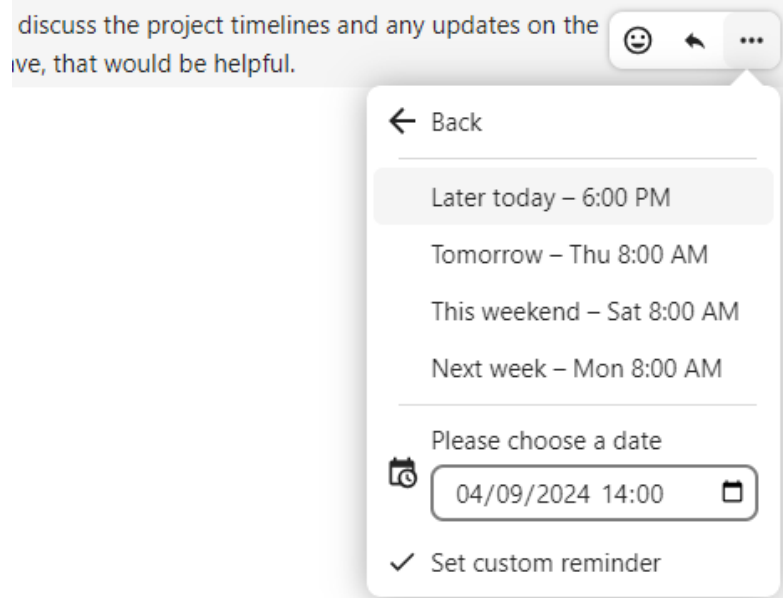 discuss the project timelines and any updates on the
ve, that would be helpful.
Back
Later today – 6:00 PM
Tomorrow – Thu 8:00 AM
This weekend – Sat 8:00 AM
Next week – Mon 8:00 AM
Please choose a date
04/09/2024 14:00
Set custom reminder